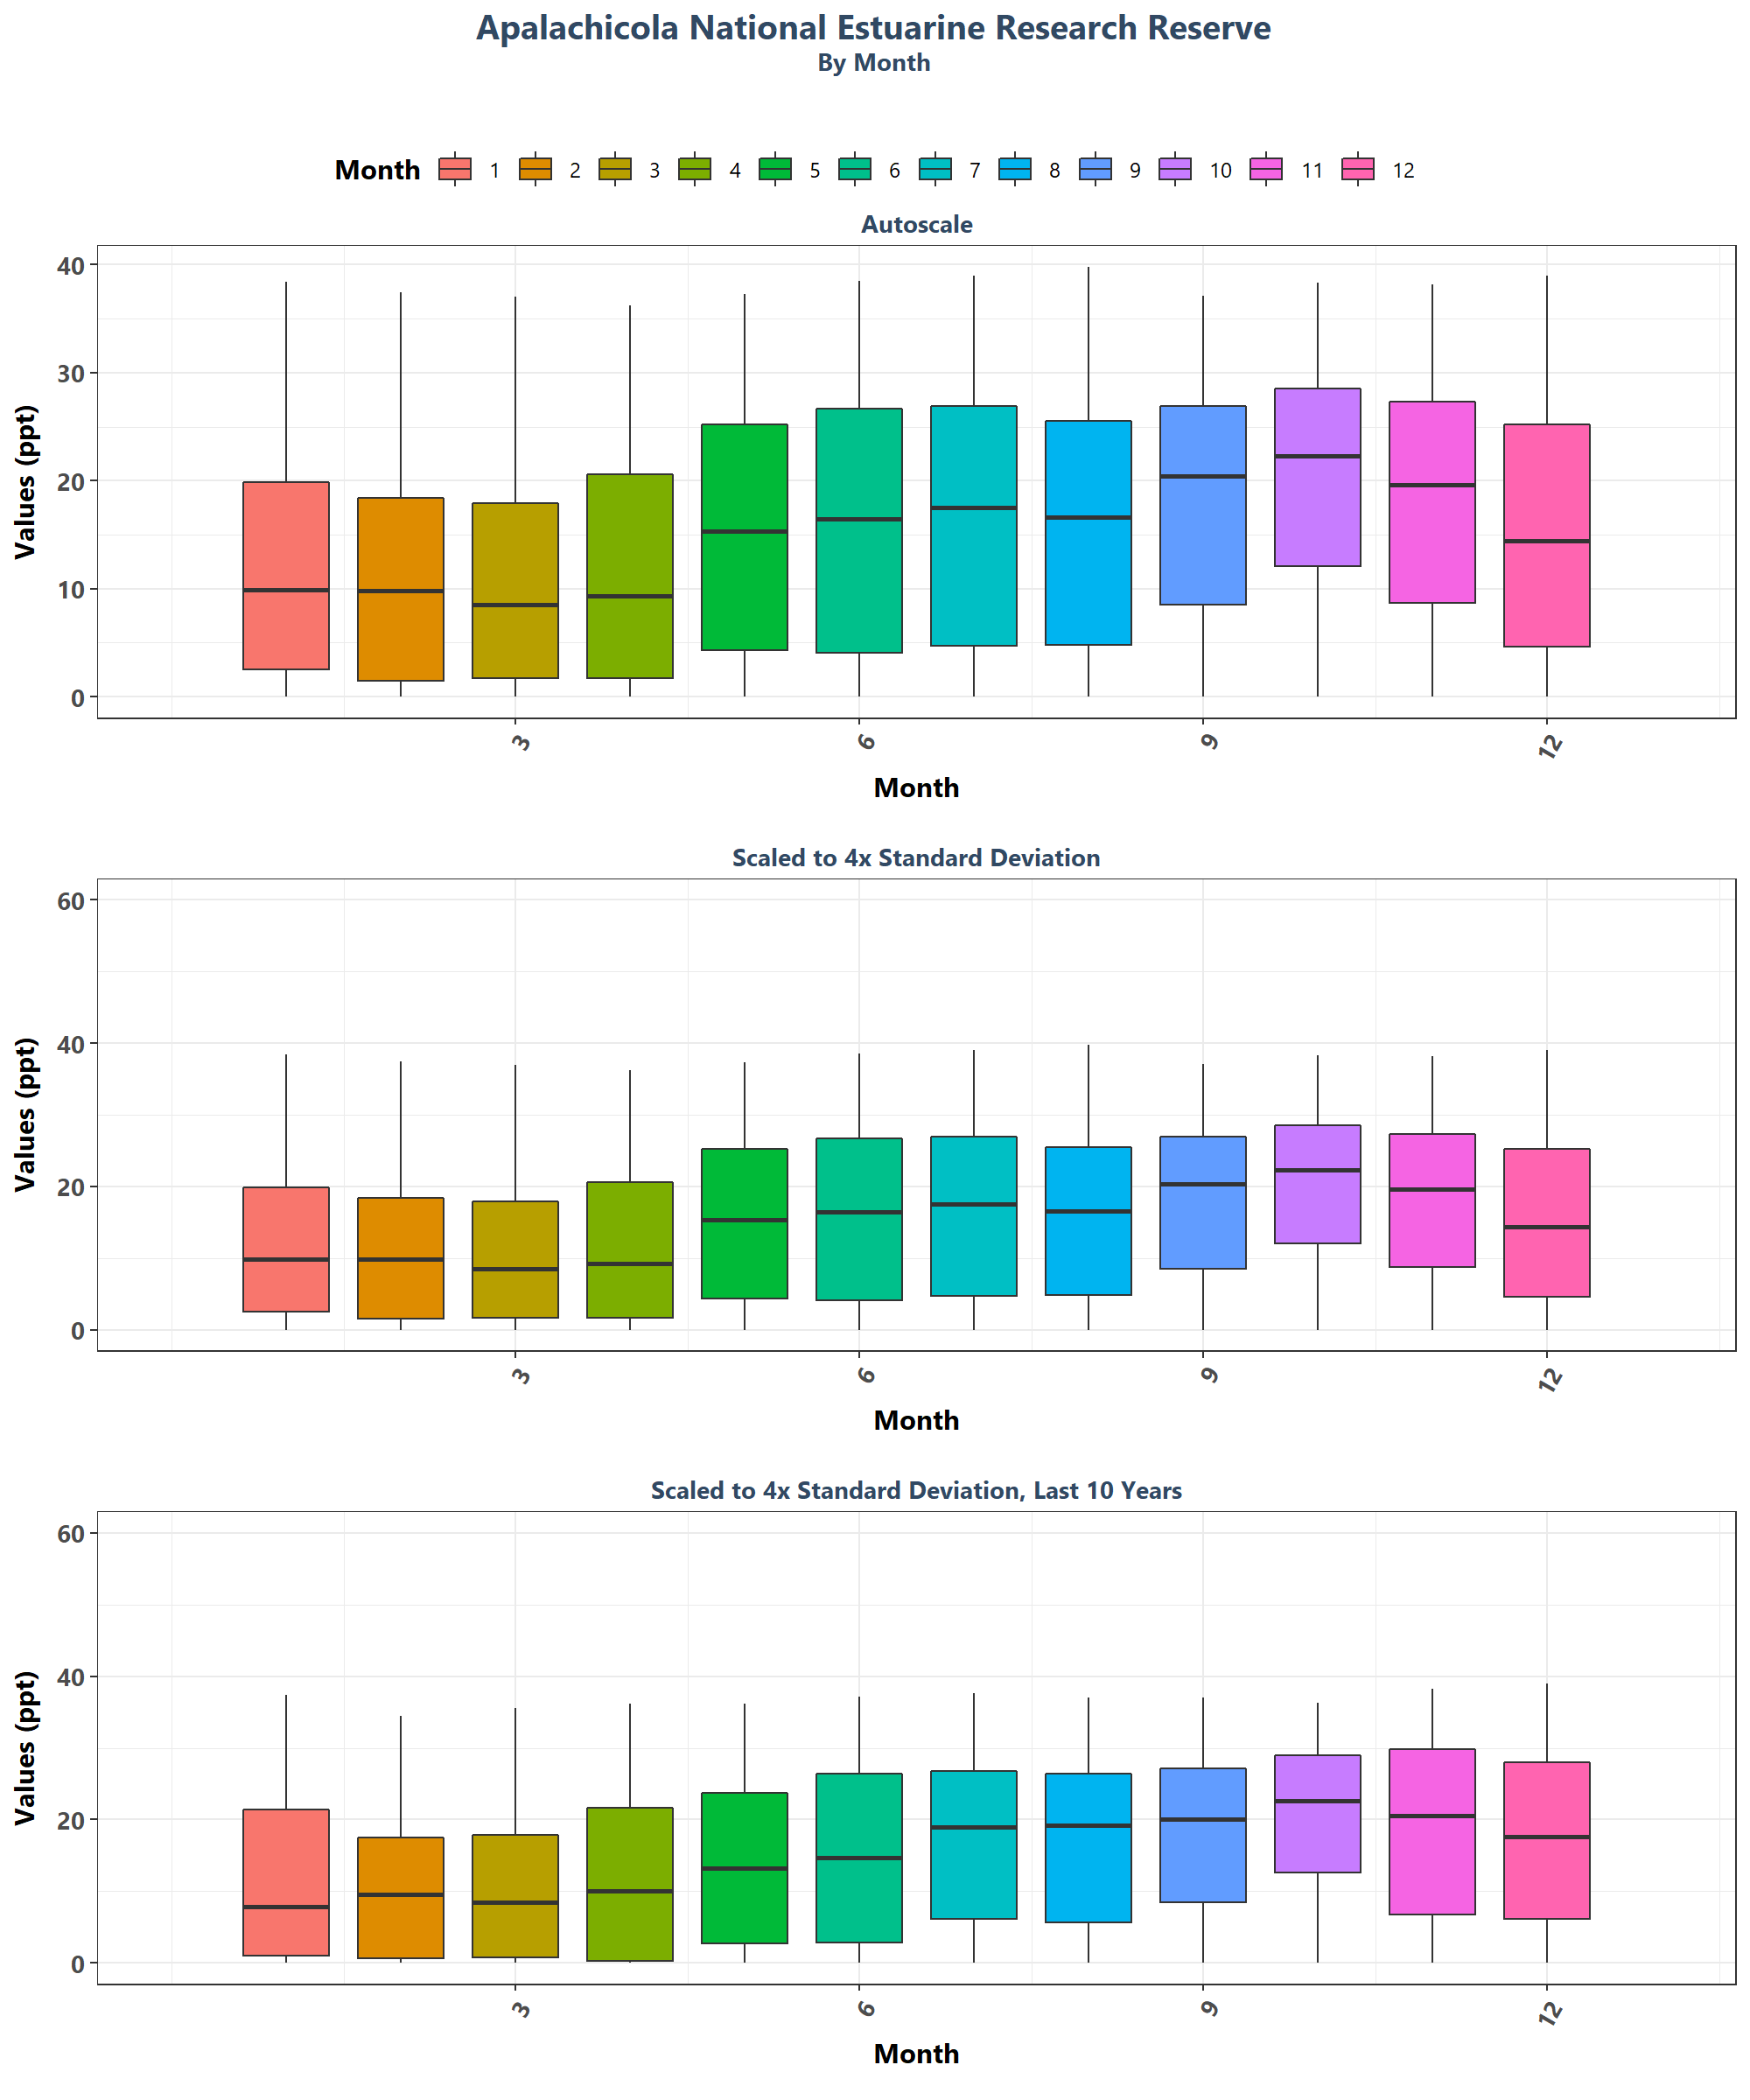 Apalachicola National Estuarine Research Reserve
By Month
Month 1 2 3 4 5 6 7 8 9 10 11 12
Autoscale
Values (ppt)
40
30
20
10
0
3 6 9 12
Month
Scaled to 4x Standard Deviation
Values (ppt)
60
40
20
0
3 6 9 12
Month
Scaled to 4x Standard Deviation, Last 10 Years
Values (ppt)
60
40
20
0
3 6 9 12
Month